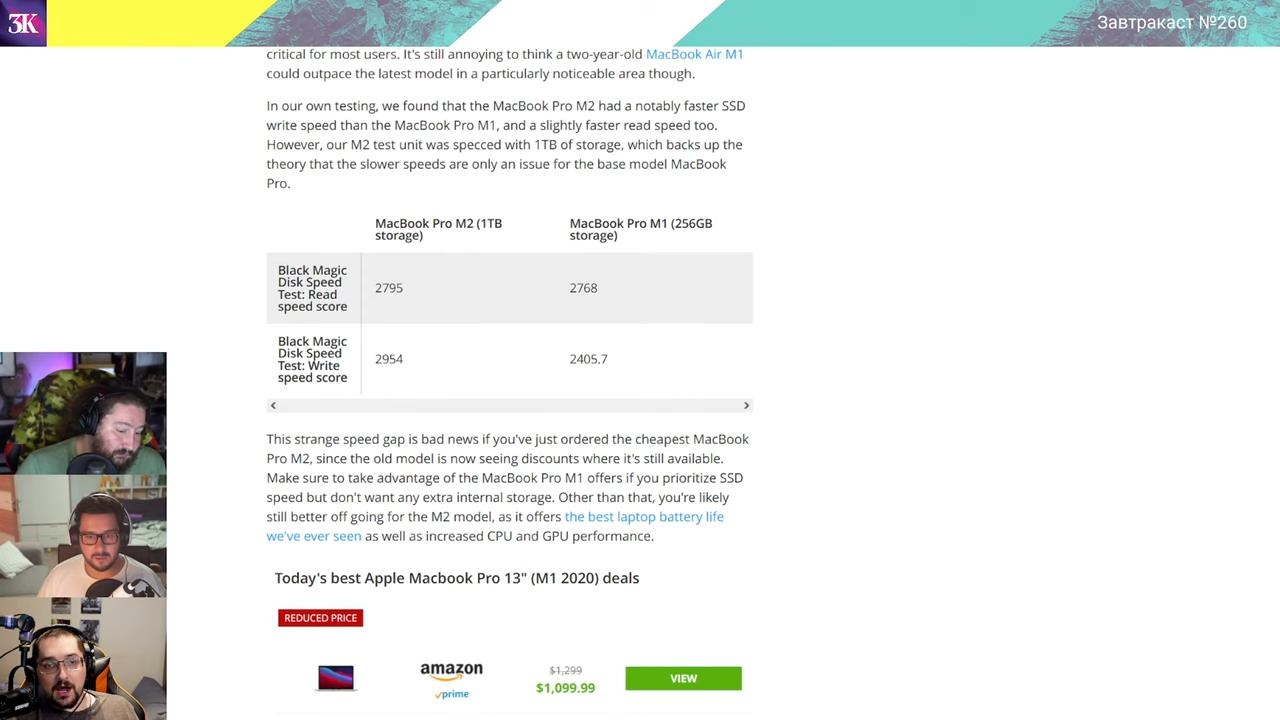 ЗК
Завтракаст №260
critical for most users. It's still annoying to think a two-year-old MacBook Air M1
could outpace the latest model in a particularly noticeable area though.
In our own testing, we found that the MacBook Pro M2 had a notably faster SSD
write speed than the MacBook Pro M1, and a slightly faster read speed too.
However, our M2 test unit was specced with 1TB of storage, which backs up the
theory that the slower speeds are only an issue for the base model MacBook
Pro.
MacBook Pro M2 (1TB
storage)
MacBook Pro M1 (256GB
storage)
Black Magic
Disk Speed
Test: Read
speed score
2795
2768
Black Magic
Disk Speed
Test: Write
speed score
2954
2405.7
This strange speed gap is bad news if you've just ordered the cheapest MacBook
Pro M2, since the old model is now seeing discounts where it's still available.
Make sure to take advantage of the MacBook Pro M1 offers if you prioritize SSD
speed but don't want any extra internal storage. Other than that, you're likely
still better off going for the M2 model, as it offers the best laptop battery life
we've ever seen as well as increased CPU and GPU performance.
Today's best Apple Macbook Pro 13" (M1 2020) deals
REDUCED PRICE
amazon
prime
$1,299
$1,099.99
VIEW